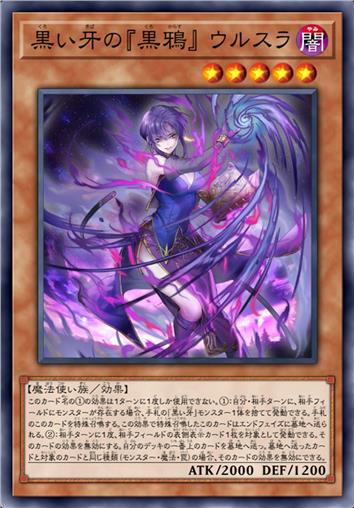 黒い牙の『黒鴉』ウルスラ
闇
【魔法使い族／効果】
このカード名の①の効果は1ターンに1度しか使用できない。①：自分・相手ターンに、相手フィ
ールドにモンスターが存在する場合、手札の「黒い牙」モンスター1体を捨てて発動できる。手札
のこのカードを特殊召喚する。この効果で特殊召喚したこのカードはエンドフェイズに墓地へ送ら
れる。②：相手ターンに1度、相手フィールドの表側表示カード1枚を対象として発動できる。そ
のカードの効果を無効にする。自分のデッキの一番上のカードを墓地へ送る。墓地へ送ったカー
ドと対象のカードと同じ種類（モンスター・魔法・罠）の場合、そのカードの効果を無効にできる。
ATK/2000 DEF/1200